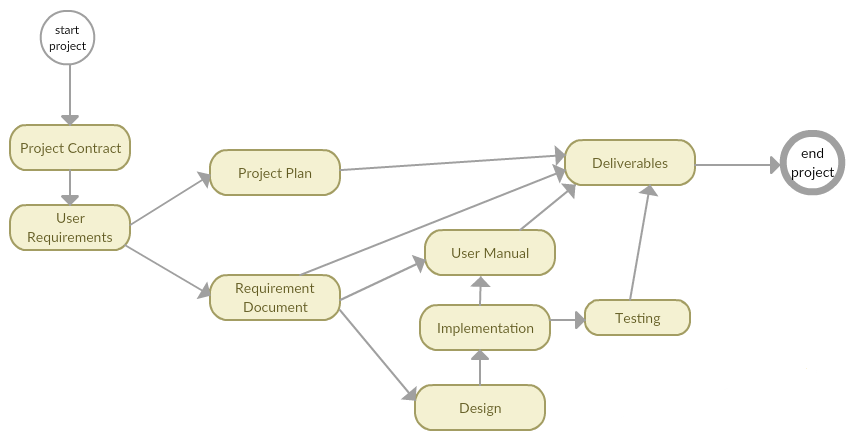 start
project
Project Contract
User
Requirements
Project Plan
Requirement
Document
User Manual
Implementation
Design
Testing
Deliverables
end
project